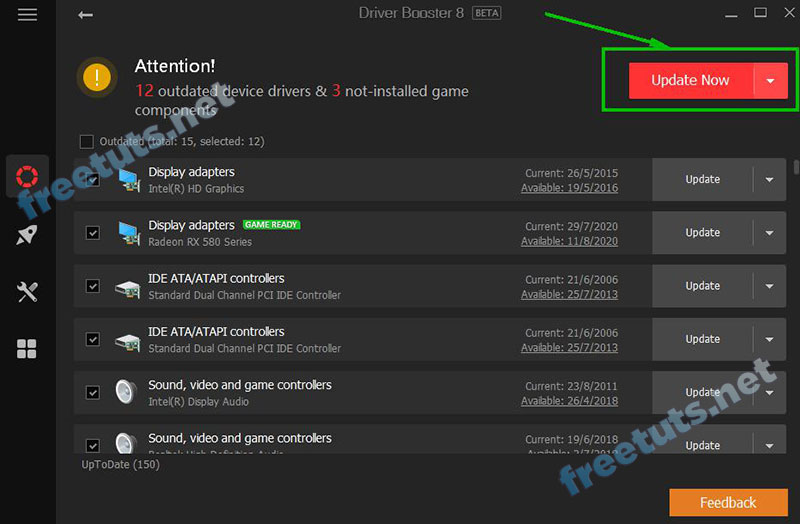 Driver Booster 8 BETA
Attention!
12 outdated device drivers & 3 not-installed game
components
Update Now
Outdated (total: 15, selected: 12)
Display adapters
Intel(R) HD Graphics
Current: 26/5/2015
Available: 19/5/2016
Update
Display adapters GAME READY
Radeon RX 580 Series
Current: 29/7/2020
Available: 11/8/2020
Update
IDE ATA/ATAPI controllers
Standard Dual Channel PCI IDE Controller
Current: 21/6/2006
Available: 25/7/2013
Update
IDE ATA/ATAPI controllers
Standard Dual Channel PCI IDE Controller
Current: 21/6/2006
Available: 25/7/2013
Update
Sound, video and game controllers
Intel(R) Display Audio
Current: 23/8/2011
Available: 26/4/2018
Update
Sound, video and game controllers
Current: 19/6/2018
Update
UpToDate (150)
Feedback
freetuts.net
freetuts.net